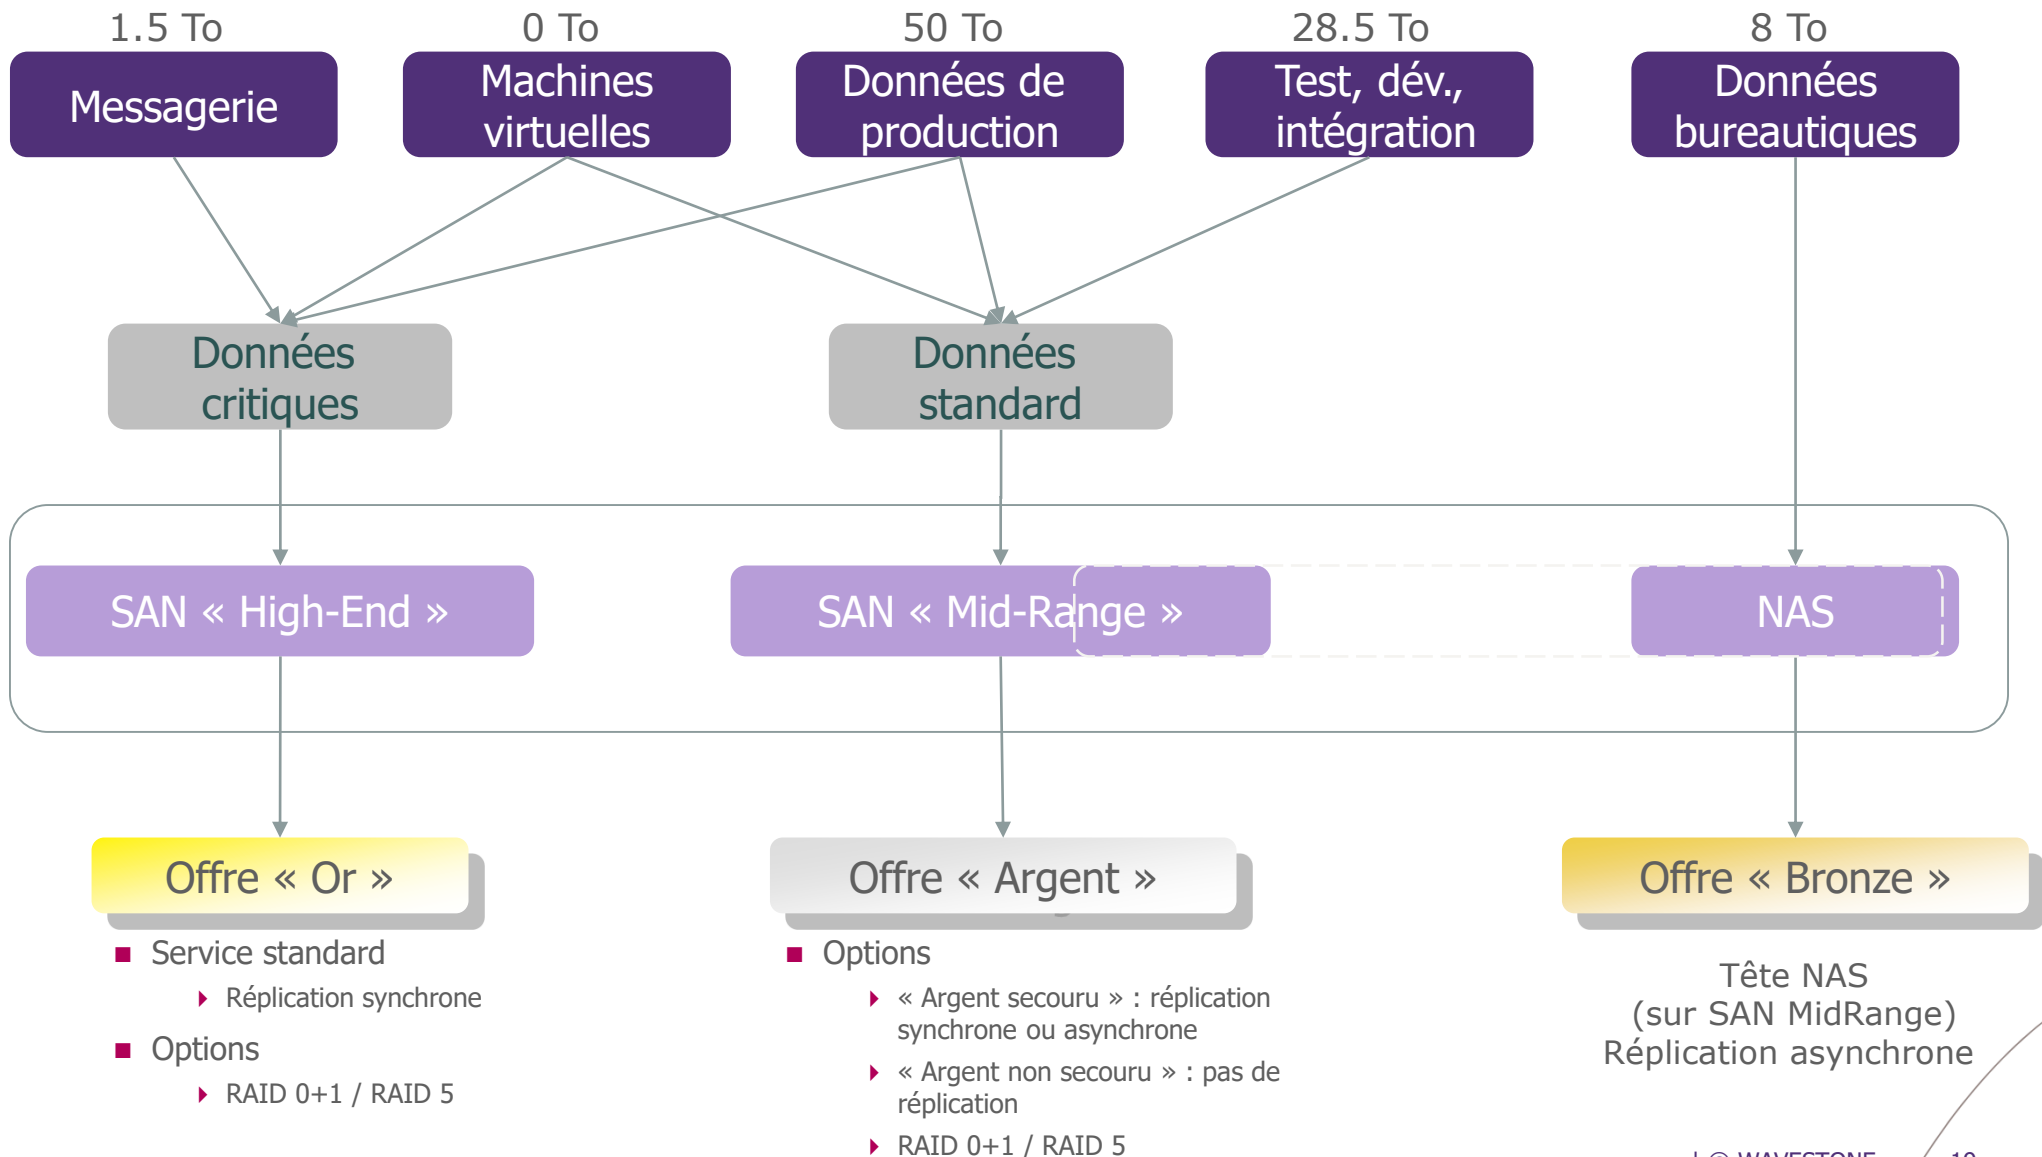 1.5 To
0 To
50 To
28.5 To
8 To
Messagerie
Machines
virtuelles
Données de
production
Test, dév.,
intégration
Données
bureautiques
Données
critiques
Données
standard
SAN « High-End »
SAN « Mid-Range »
NAS
Offre « Or »
Offre « Argent »
Offre « Bronze »
Service standard
Réplication synchrone
Options
RAID 0+1 / RAID 5
Options
« Argent secouru » : réplication
synchrone ou asynchrone
« Argent non secouru » : pas de
réplication
RAID 0+1 / RAID 5
Tête NAS
(sur SAN MidRange)
Réplication asynchrone
| © WAVESTONE